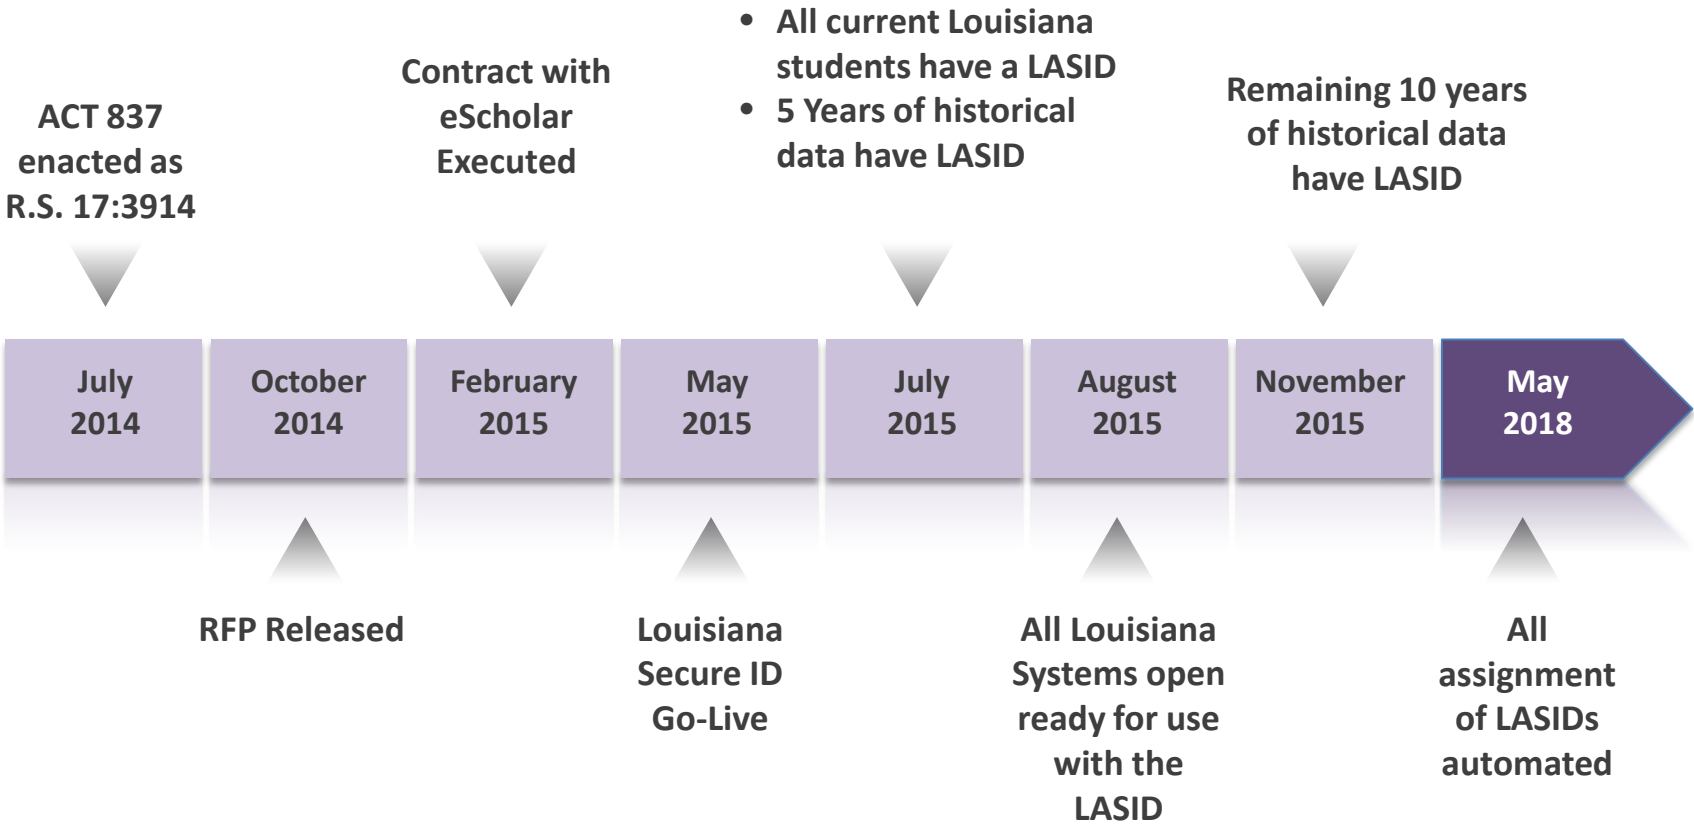 ACT 837
enacted as
R.S. 17:3914
Contract with
eScholar
Executed
• All current Louisiana
students have a LASID
• 5 Years of historical
data have LASID
Remaining 10 years
of historical data
have LASID
July
2014
October
2014
February
2015
May
2015
July
2015
August
2015
November
2015
May
2018
RFP Released
Louisiana
Secure ID
Go-Live
All Louisiana
Systems open
ready for use
with the
LASID
All
assignment
of LASIDs
automated